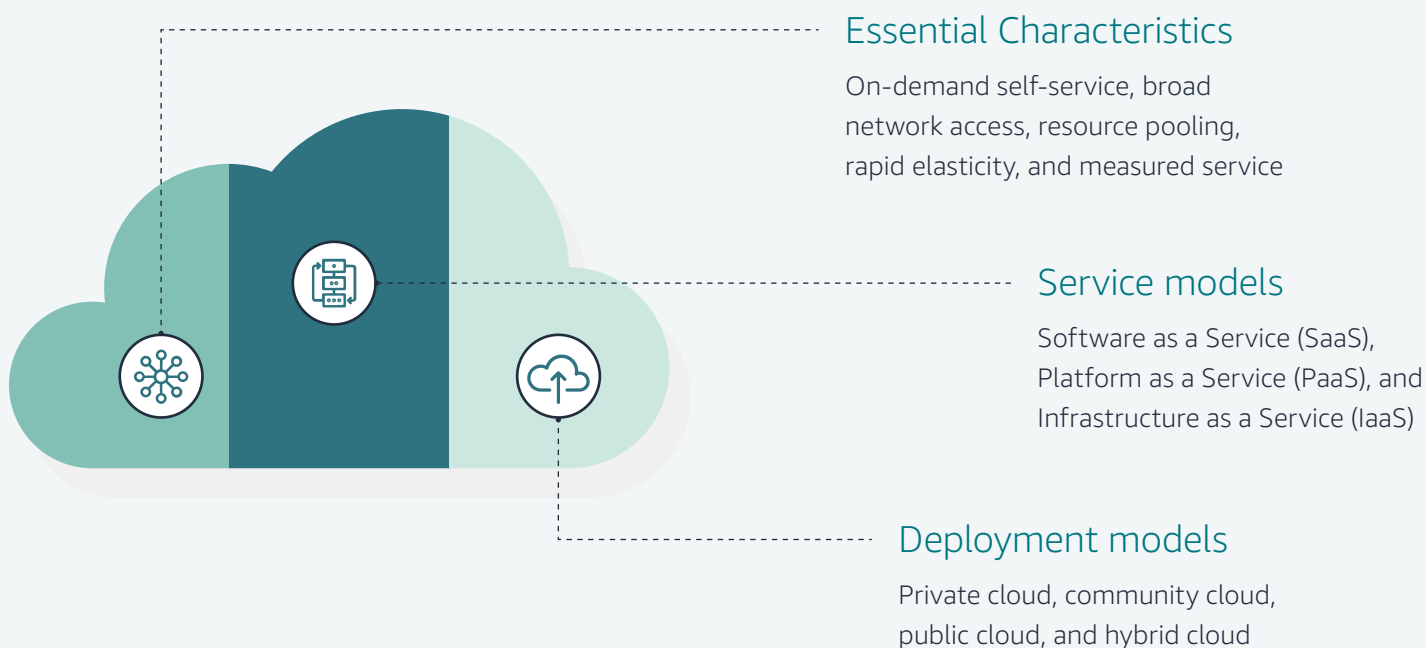 Essential Characteristics
On-demand self-service, broad
network access, resource pooling,
rapid elasticity, and measured service
Service models
Software as a Service (SaaS),
Platform as a Service (PaaS), and
Infrastructure as a Service (IaaS)
Deployment models
Private cloud, community cloud,
public cloud, and hybrid cloud